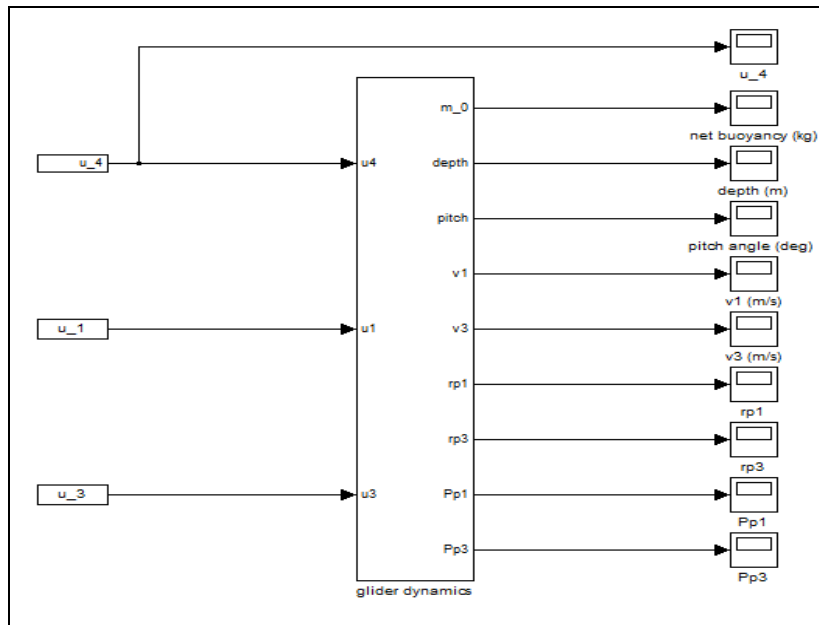 u_4
m_0
net buoyancy (kg)
u_4
u4
depth
depth (m)
pitch
pitch angle (deg)
v1
v1 (m/s)
u_1
u1
v3
v3 (m/s)
rp1
rp1
rp3
rp3
u_3
u3
Pp1
Pp1
Pp3
Pp3
glider dynamics